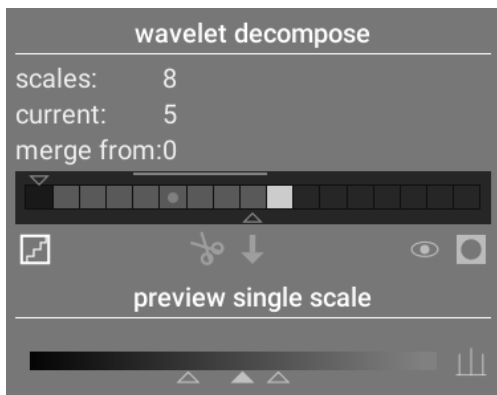 wavelet decompose
scales: 8
current: 5
merge from:0
preview single scale